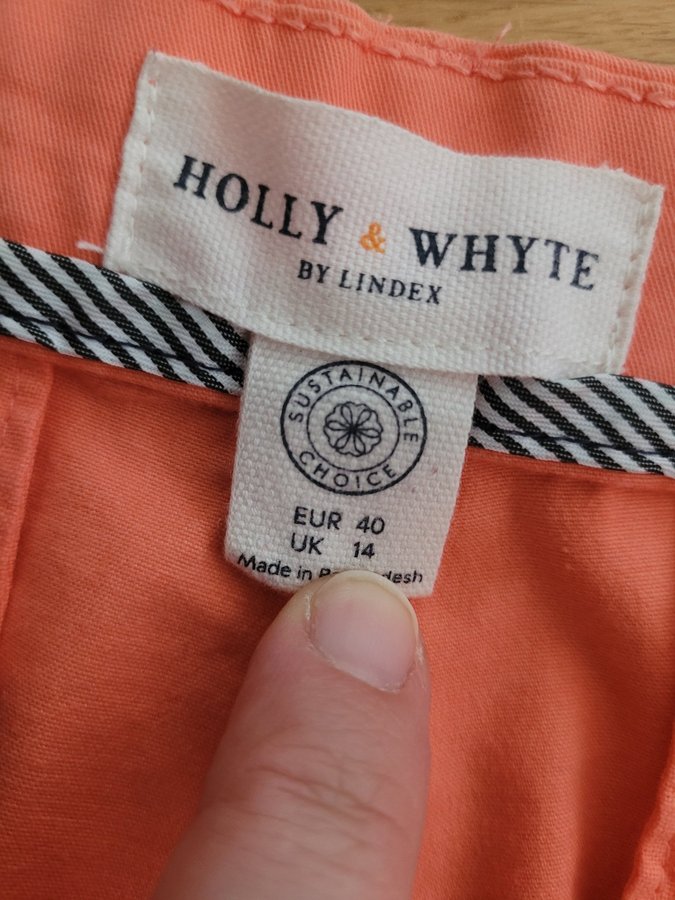 HOLLY & WHYTE
BY LINDEX
SUSTAINABLE
CHOICE
EUR 40
UK 14
Made in